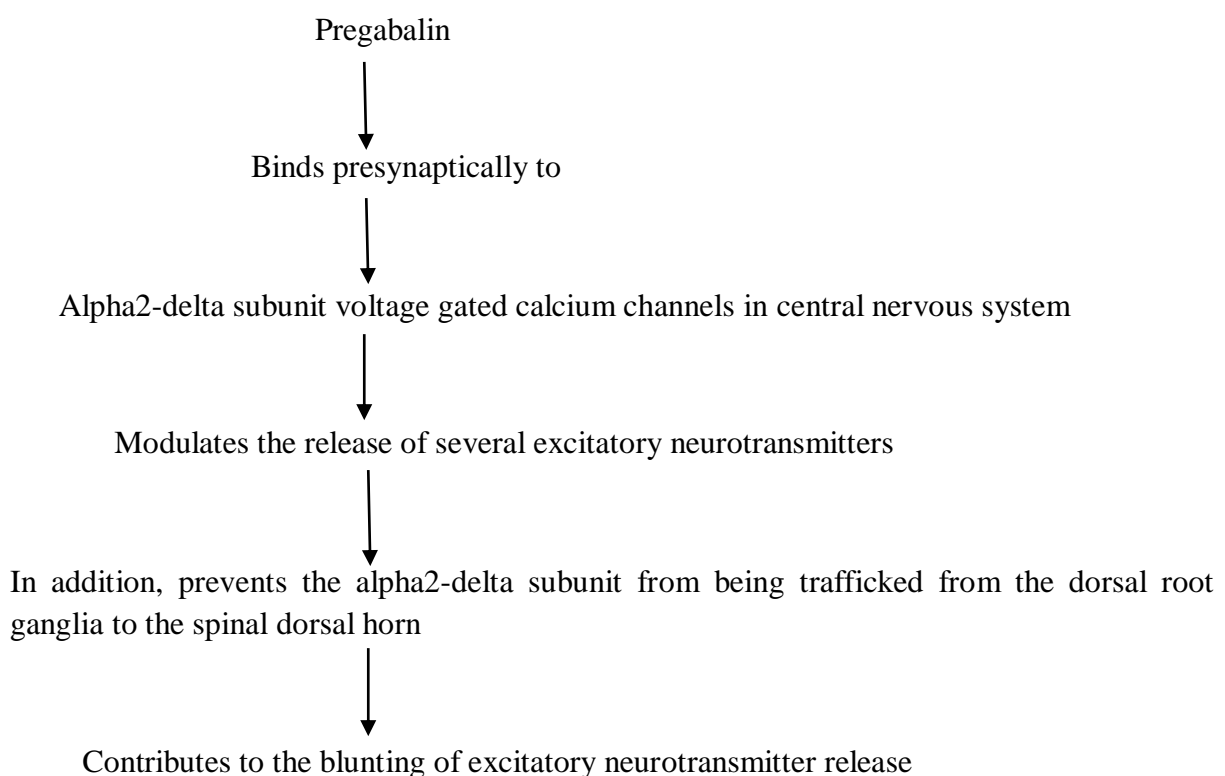 Pregabalin
Binds presynaptically to
Alpha2-delta subunit voltage gated calcium channels in central nervous system
Modulates the release of several excitatory neurotransmitters
In addition, prevents the alpha2-delta subunit from being trafficked from the dorsal root
ganglia to the spinal dorsal horn
Contributes to the blunting of excitatory neurotransmitter release